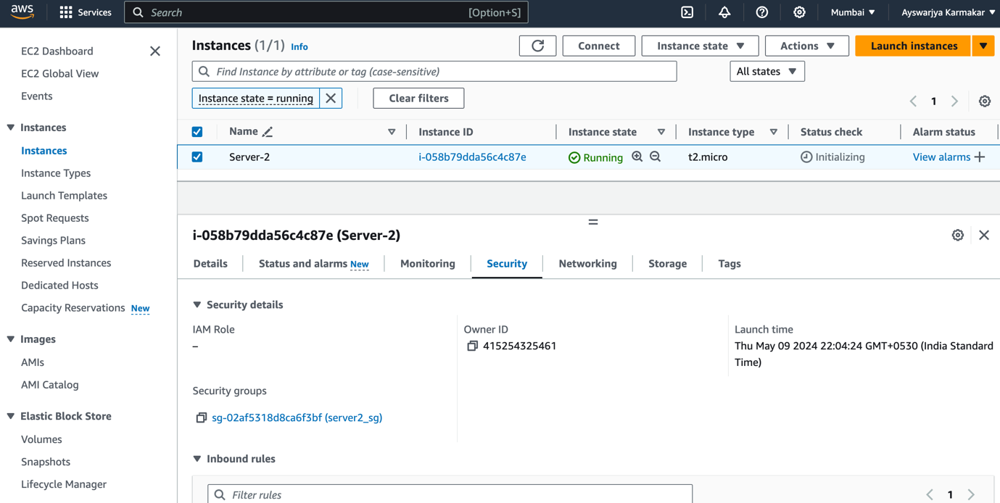 aws
Services
Search [Option+S]
Mumbai
Ayswarjya Karmakar
EC2 Dashboard
EC2 Global View
Events
Instances
Instances
Instance Types
Launch Templates
Spot Requests
Savings Plans
Reserved Instances
Dedicated Hosts
Capacity Reservations New
Images
AMIs
AMI Catalog
Elastic Block Store
Volumes
Snapshots
Lifecycle Manager
Instances (1/1) Info
Connect
Instance state
Actions
Launch instances
Find Instance by attribute or tag (case-sensitive)
All states
Instance state = running
Clear filters
1
Name Instance ID Instance state Instance type Status check Alarm status
Server-2 i-058b79dda56c4c87e Running t2.micro Initializing View alarms
i-058b79dda56c4c87e (Server-2)
Details Status and alarms New Monitoring Security Networking Storage Tags
Security details
IAM Role
–
Owner ID
415254325461
Launch time
Thu May 09 2024 22:04:24 GMT+0530 (India Standard
Time)
Security groups
sg-02af5318d8ca6f3bf (server2_sg)
Inbound rules
Filter rules
1